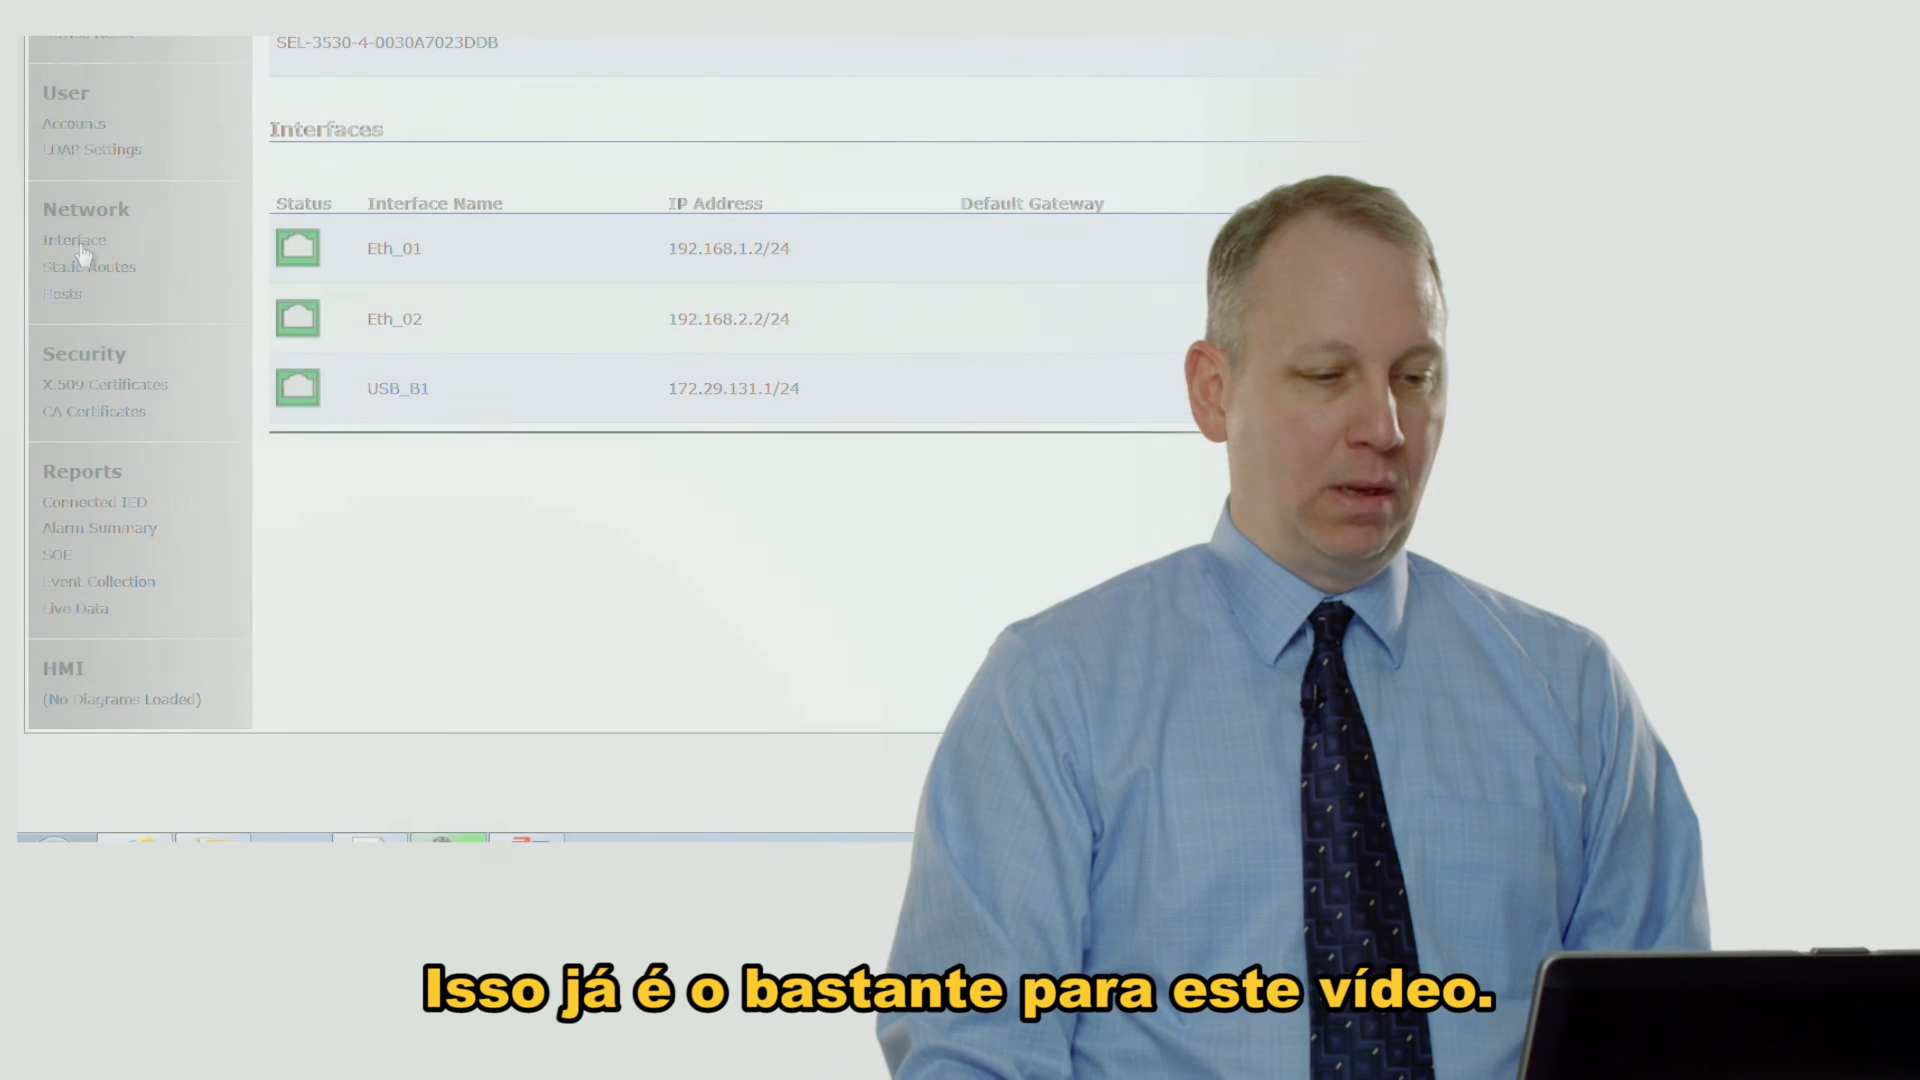 SEL-3530-4-0030A7023DDB
User
Accounts
LDAP Settings
Network
Interface
Static Routes
Hosts
Security
X.509 Certificates
CA Certificates
Reports
Connected IED
Alarm Summary
SOE
Event Collection
Live Data
HMI
(No Diagrams Loaded)
Interfaces
Status Interface Name IP Address Default Gateway
Eth_01 192.168.1.2/24
Eth_02 192.168.2.2/24
USB_B1 172.29.131.1/24
Isso já é o bastante para este vídeo.